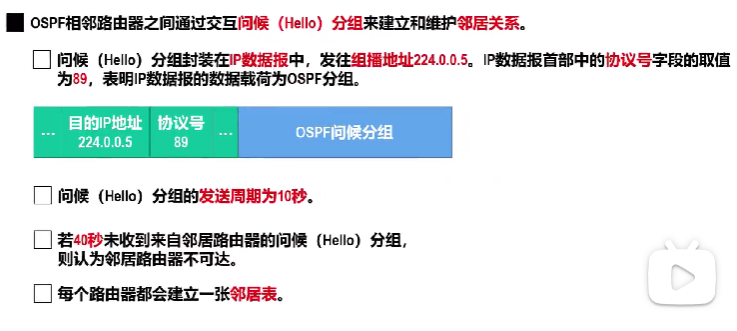 OSPF相邻路由器之间通过交互问候（Hello）分组来建立和维护邻居关系。
问候（Hello）分组封装在IP数据报中，发往组播地址224.0.0.5。IP数据报首部中的协议号字段的取值
为89，表明IP数据报的数据载荷为OSPF分组。
... 目的IP地址 协议号 ... OSPF问候分组
224.0.0.5 89
问候（Hello）分组的发送周期为10秒。
若40秒未收到来自邻居路由器的问候（Hello）分组，
则认为邻居路由器不可达。
每个路由器都会建立一张邻居表。